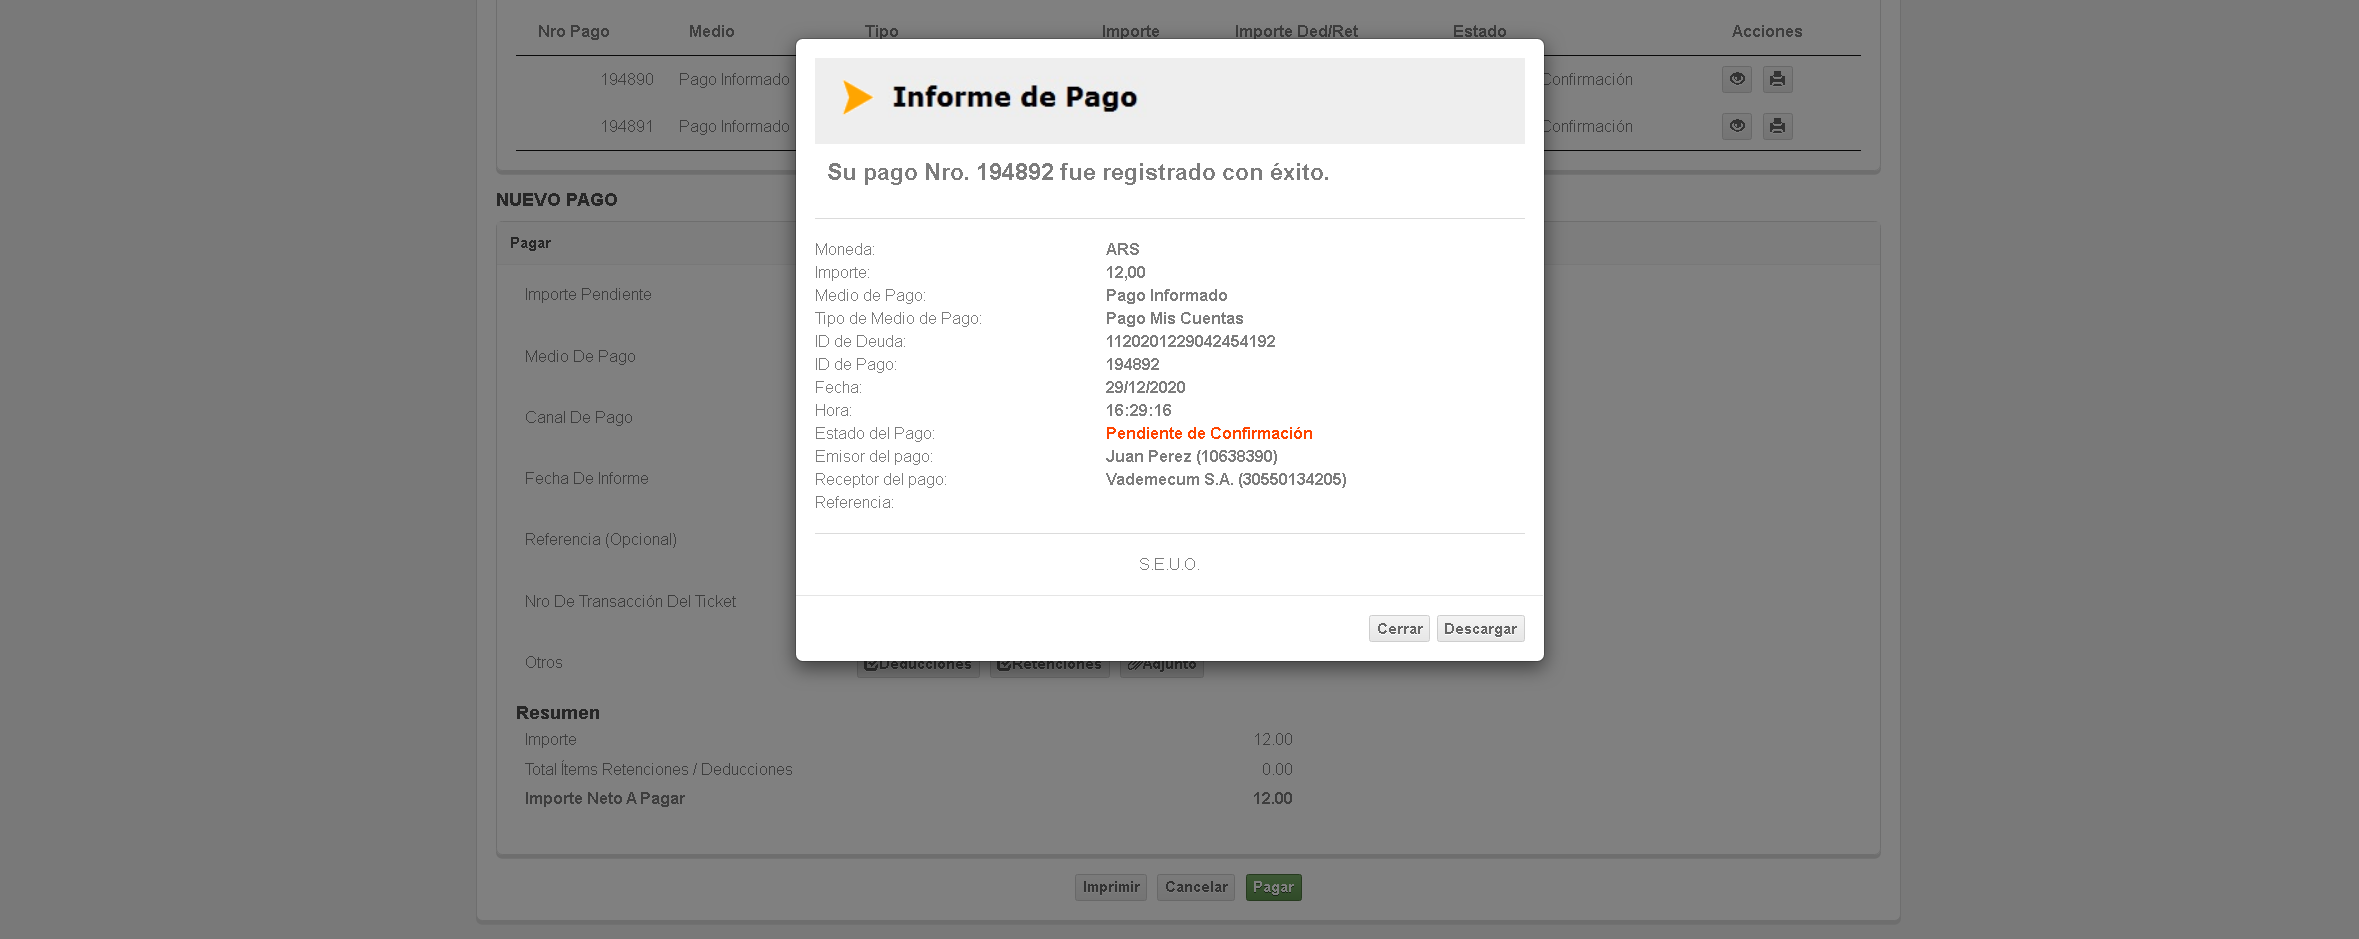 Nro Pago Medio Tipo Importe Importe Ded/Ret Estado Acciones
194890 Pago Informado Confirmación
194891 Pago Informado Confirmación
NUEVO PAGO
Pagar
Importe Pendiente
Medio De Pago
Canal De Pago
Fecha De Informe
Referencia (Opcional)
Nro De Transacción Del Ticket
Otros Deducciones Retenciones Adjunto
Resumen
Importe 12.00
Total Ítems Retenciones / Deducciones 0.00
Importe Neto A Pagar 12.00
Imprimir Cancelar Pagar
Informe de Pago
Su pago Nro. 194892 fue registrado con éxito.
Moneda: ARS
Importe: 12,00
Medio de Pago: Pago Informado
Tipo de Medio de Pago: Pago Mis Cuentas
ID de Deuda: 1120201229042454192
ID de Pago: 194892
Fecha: 29/12/2020
Hora: 16:29:16
Estado del Pago: Pendiente de Confirmación
Emisor del pago: Juan Perez (10638390)
Receptor del pago: Vademecum S.A. (30550134205)
Referencia:
S.E.U.O.
Cerrar Descargar